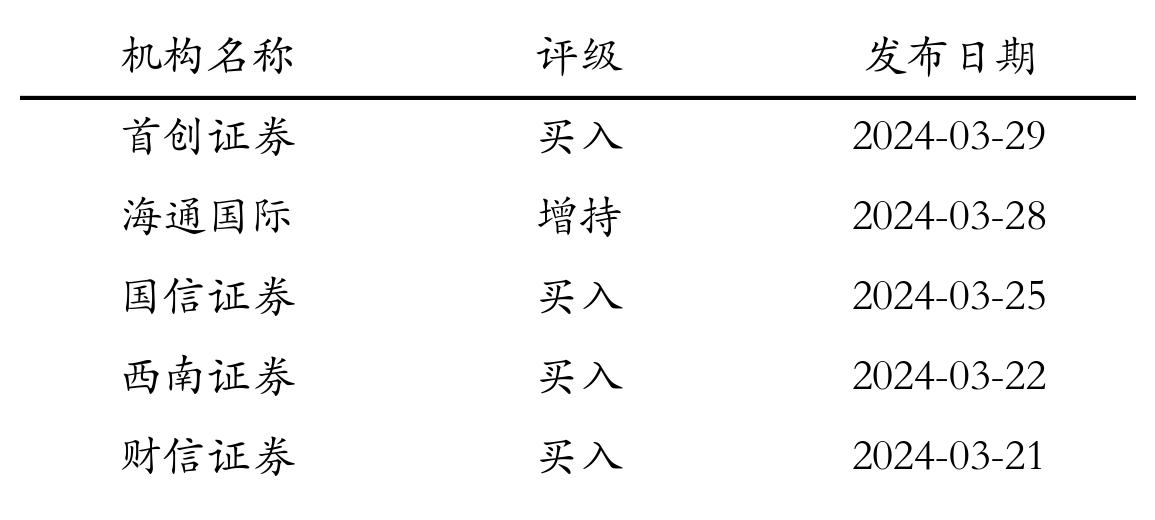 机构名称 评级 发布日期
首创证券 买入 2024-03-29
海通国际 增持 2024-03-28
国信证券 买入 2024-03-25
西南证券 买入 2024-03-22
财信证券 买入 2024-03-21